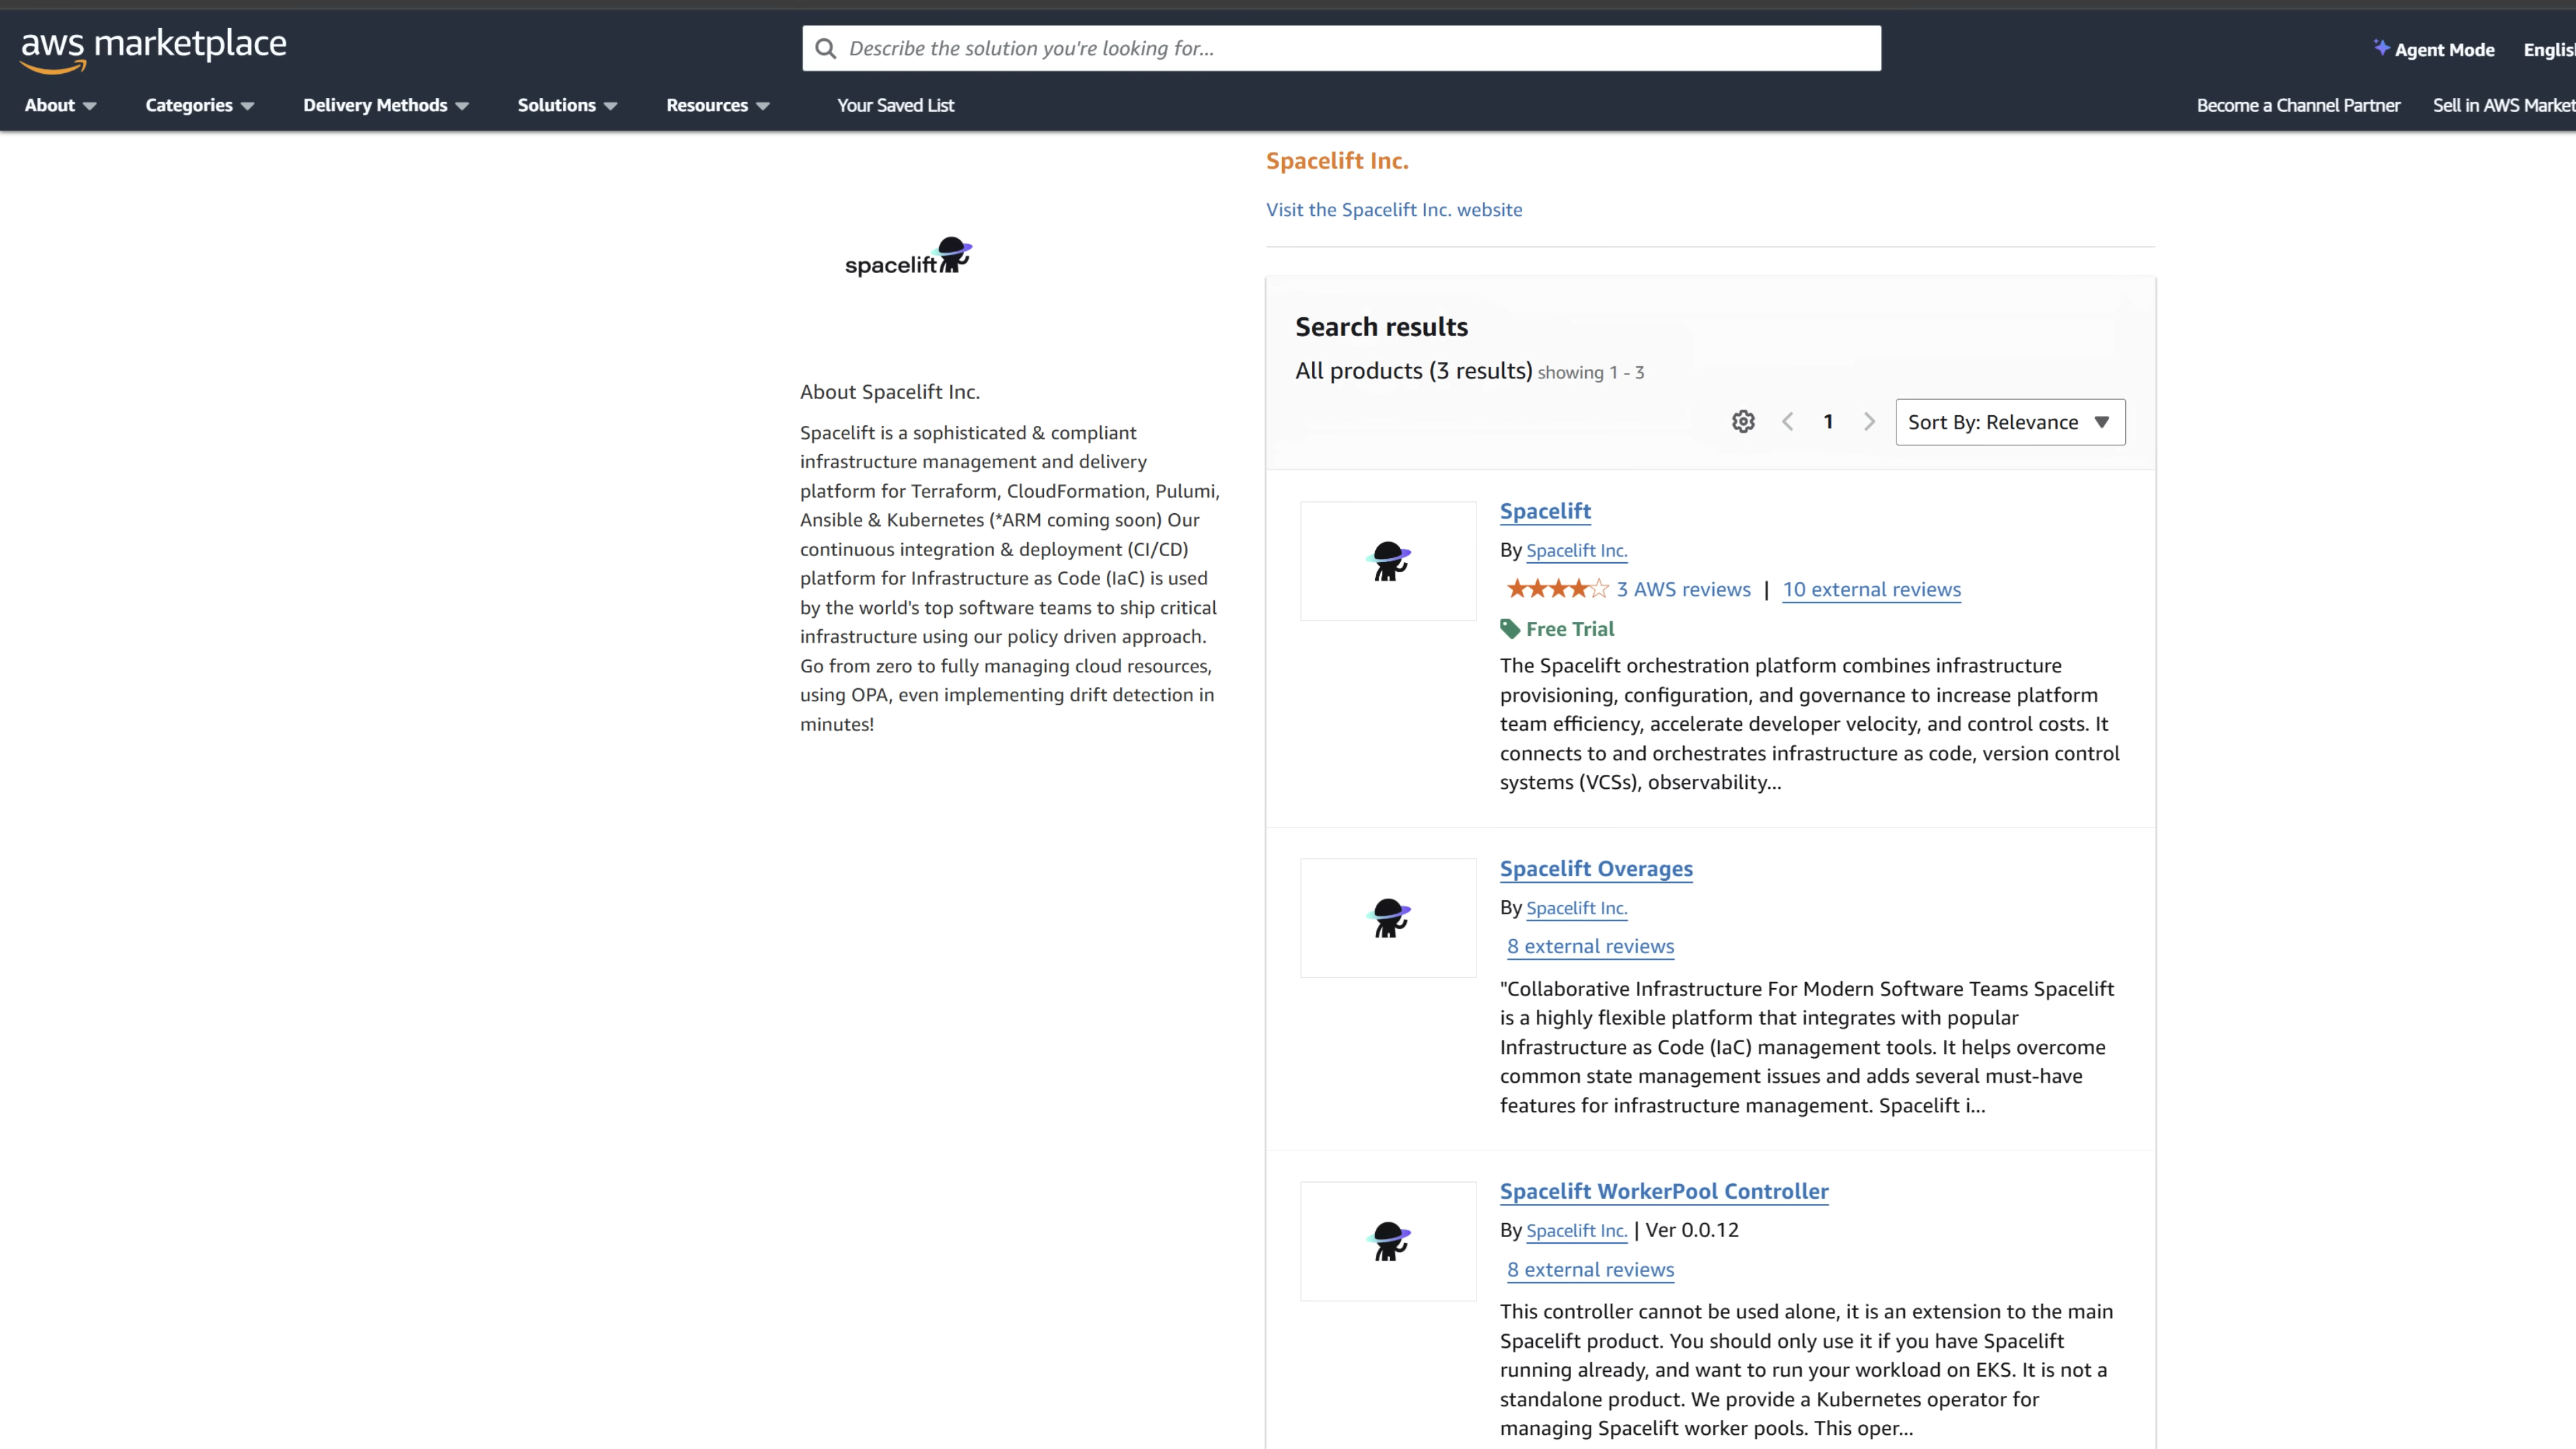 aws marketplace
Describe the solution you're looking for...
Agent Mode
About
Categories
Delivery Methods
Solutions
Resources
Your Saved List
Become a Channel Partner
Sell in AWS
spacelift
About Spacelift Inc.
Spacelift is a sophisticated & compliant
infrastructure management and delivery
platform for Terraform, CloudFormation, Pulumi,
Ansible & Kubernetes (*ARM coming soon) Our
continuous integration & deployment (CI/CD)
platform for Infrastructure as Code (IaC) is used
by the world's top software teams to ship critical
infrastructure using our policy driven approach.
Go from zero to fully managing cloud resources,
using OPA, even implementing drift detection in
minutes!
Spacelift Inc.
Visit the Spacelift Inc. website
Search results
All products (3 results) showing 1 - 3
1
Sort By: Relevance
Spacelift
By Spacelift Inc.
3 AWS reviews | 10 external reviews
Free Trial
The Spacelift orchestration platform combines infrastructure
provisioning, configuration, and governance to increase platform
team efficiency, accelerate developer velocity, and control costs. It
connects to and orchestrates infrastructure as code, version control
systems (VCSs), observability...
Spacelift Overages
By Spacelift Inc.
8 external reviews
"Collaborative Infrastructure For Modern Software Teams Spacelift
is a highly flexible platform that integrates with popular
Infrastructure as Code (IaC) management tools. It helps overcome
common state management issues and adds several must-have
features for infrastructure management. Spacelift i...
Spacelift WorkerPool Controller
By Spacelift Inc. | Ver 0.0.12
8 external reviews
This controller cannot be used alone, it is an extension to the main
Spacelift product. You should only use it if you have Spacelift
running already, and want to run your workload on EKS. It is not a
standalone product. We provide a Kubernetes operator for
managing Spacelift worker pools. This oper...